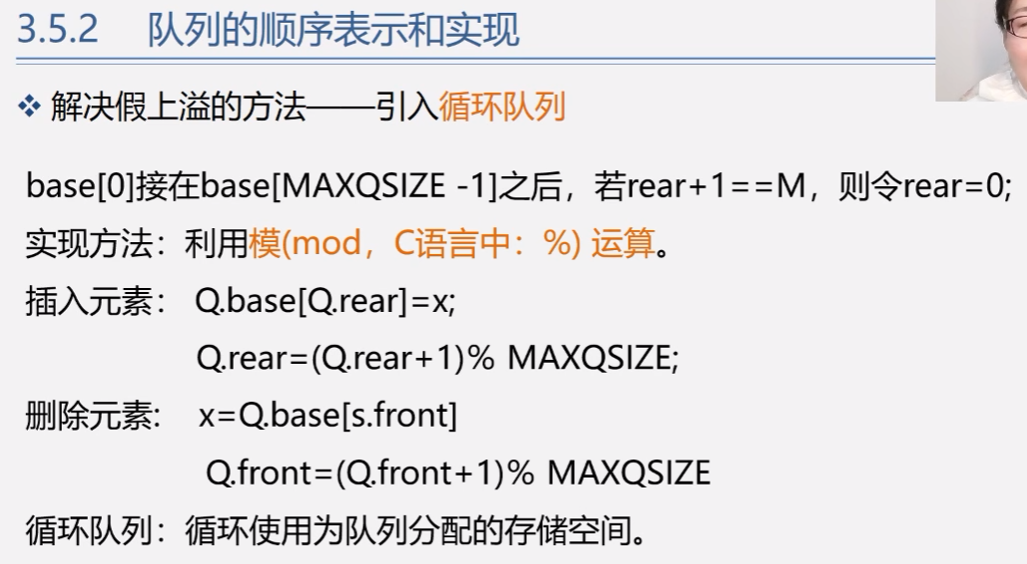 3.5.2 队列的顺序表示和实现
❖ 解决假上溢的方法——引入循环队列
base[0]接在base[MAXQSIZE -1]之后，若rear+1==M，则令rear=0;
实现方法：利用模(mod，C语言中：%) 运算。
插入元素： Q.base[Q.rear]=x;
Q.rear=(Q.rear+1)% MAXQSIZE;
删除元素: x=Q.base[s.front]
Q.front=(Q.front+1)% MAXQSIZE
循环队列：循环使用为队列分配的存储空间。